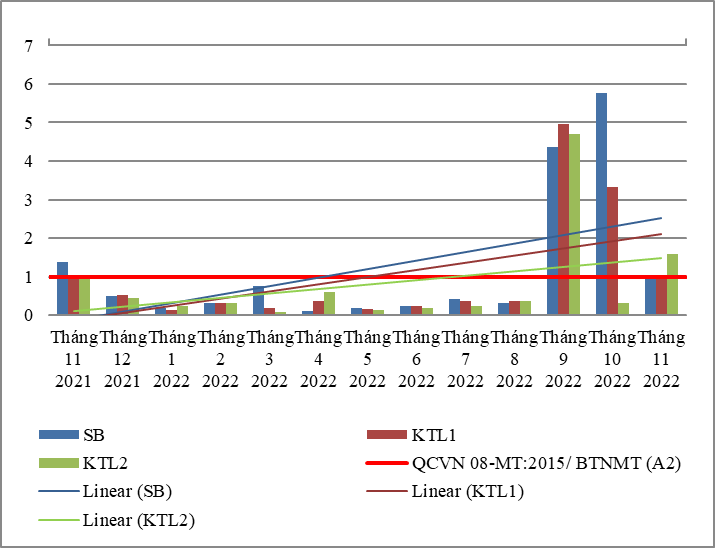 7
6
5
4
3
2
1
0
Tháng 11 2021
Tháng 12 2021
Tháng 1 2022
Tháng 2 2022
Tháng 3 2022
Tháng 4 2022
Tháng 5 2022
Tháng 6 2022
Tháng 7 2022
Tháng 8 2022
Tháng 9 2022
Tháng 10 2022
Tháng 11 2022
SB
KTL1
KTL2
QCVN 08-MT:2015/ BTNMT (A2)
Linear (SB)
Linear (KTL1)
Linear (KTL2)